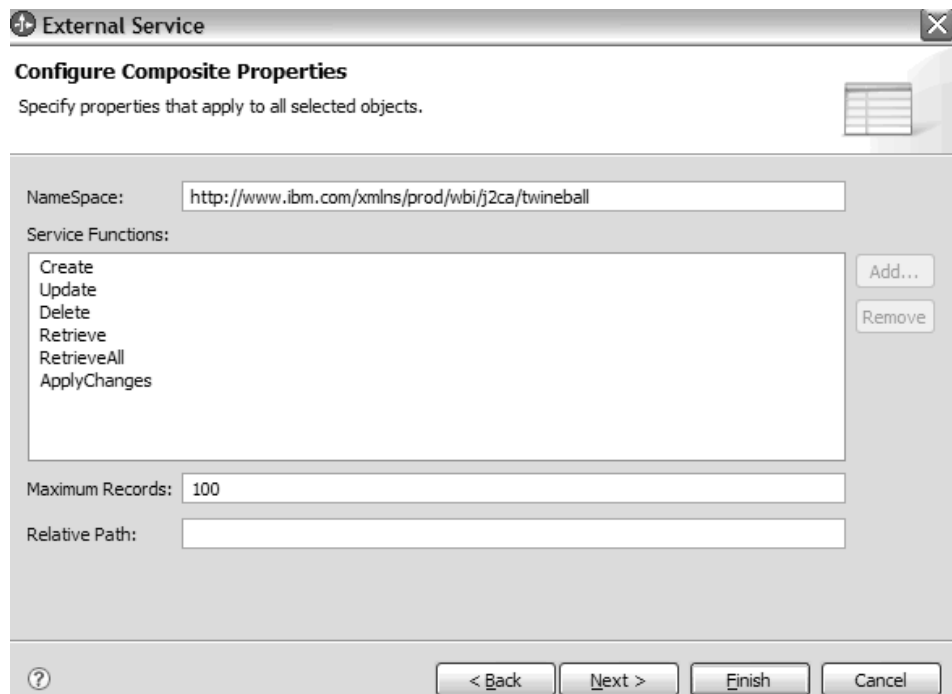 External Service
Configure Composite Properties
Specify properties that apply to all selected objects.
NameSpace: http://www.ibm.com/xmlns/prod/wbi/j2ca/twineball
Service Functions:
Create
Update
Delete
Retrieve
RetrieveAll
ApplyChanges
Add...
Remove
Maximum Records: 100
Relative Path:
? < Back Next > Finish Cancel